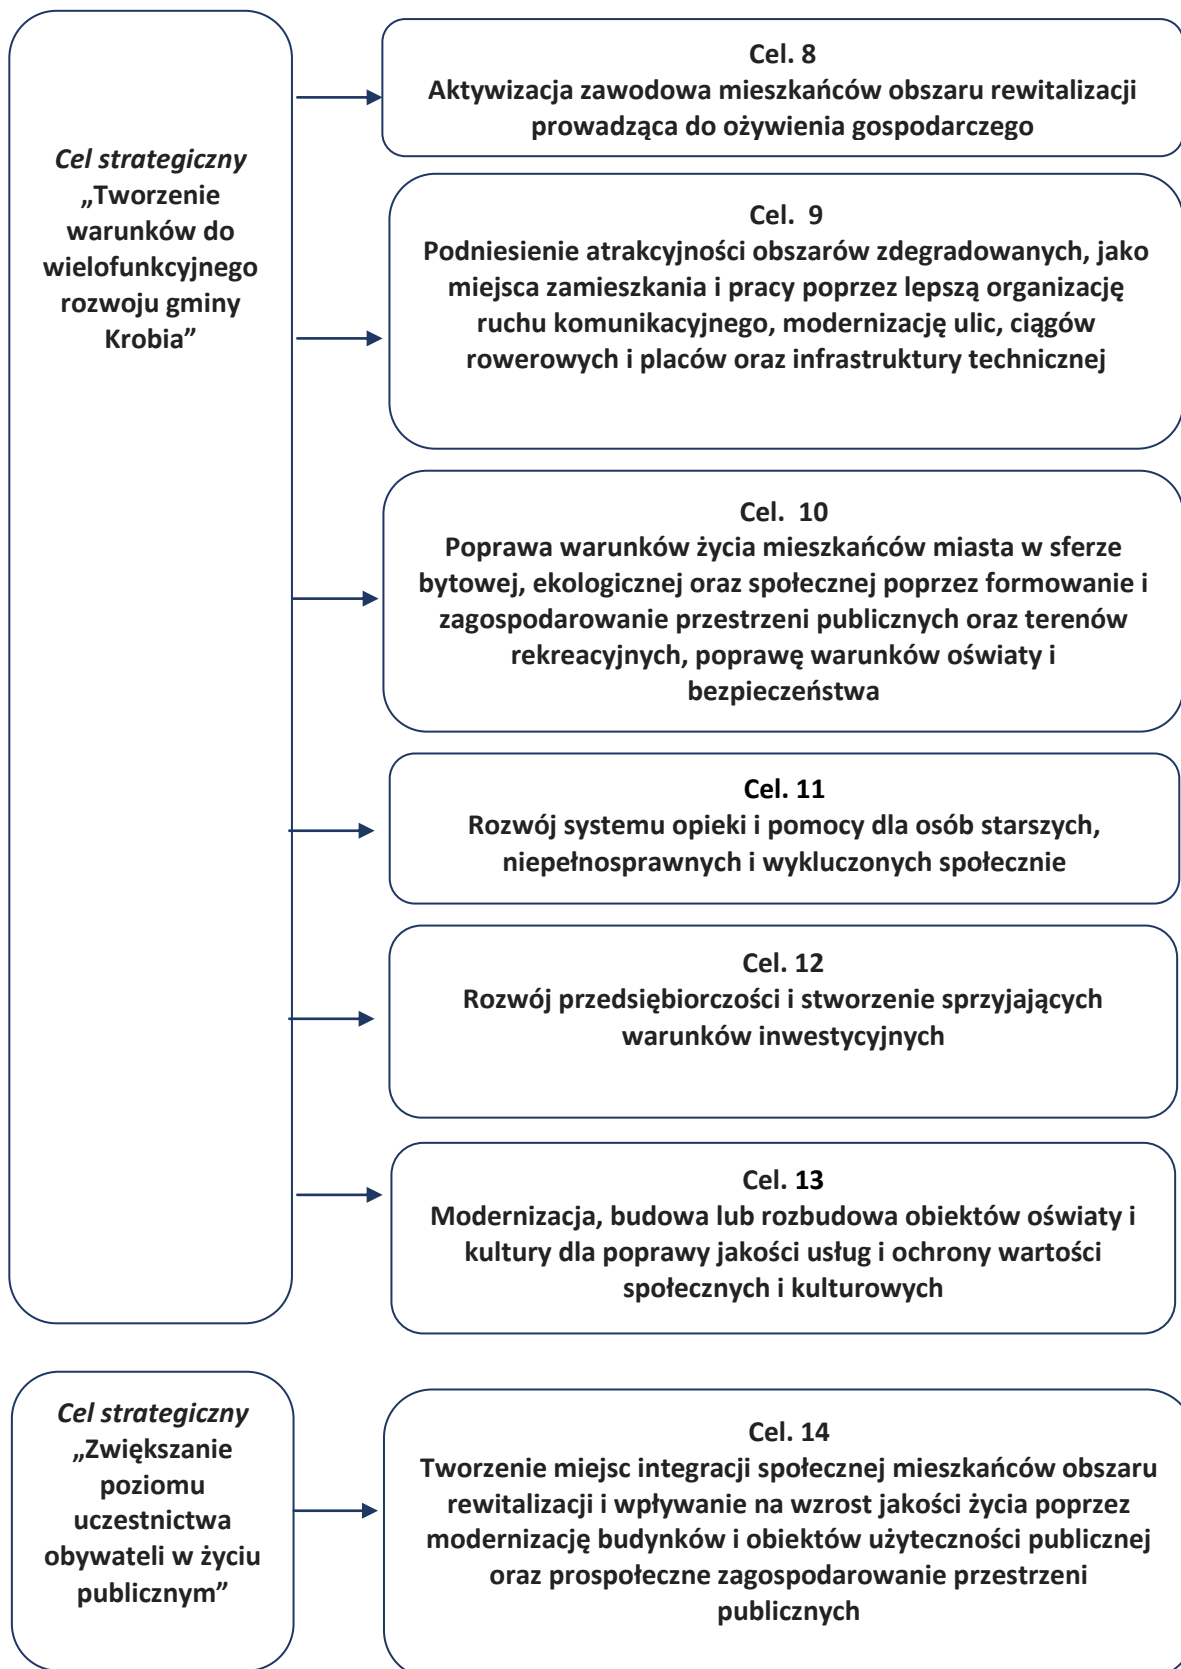 Cel strategiczny
„Tworzenie
warunków do
wielofunkcyjnego
rozwoju gminy
Krobia”
Cel. 8
Aktywizacja zawodowa mieszkańców obszaru rewitalizacji
prowadząca do ożywienia gospodarczego
Cel. 9
Podniesienie atrakcyjności obszarów zdegradowanych, jako
miejsca zamieszkania i pracy poprzez lepszą organizację
ruchu komunikacyjnego, modernizację ulic, ciągów
rowerowych i placów oraz infrastruktury technicznej
Cel. 10
Poprawa warunków życia mieszkańców miasta w sferze
bytowej, ekologicznej oraz społecznej poprzez formowanie i
zagospodarowanie przestrzeni publicznych oraz terenów
rekreacyjnych, poprawę warunków oświaty i
bezpieczeństwa
Cel. 11
Rozwój systemu opieki i pomocy dla osób starszych,
niepełnosprawnych i wykluczonych społecznie
Cel. 12
Rozwój przedsiębiorczości i stworzenie sprzyjających
warunków inwestycyjnych
Cel. 13
Modernizacja, budowa lub rozbudowa obiektów oświaty i
kultury dla poprawy jakości usług i ochrony wartości
społecznych i kulturowych
Cel strategiczny
„Zwiększanie
poziomu
uczestnictwa
obywateli w życiu
publicznym”
Cel. 14
Tworzenie miejsc integracji społecznej mieszkańców obszaru
rewitalizacji i wpływanie na wzrost jakości życia poprzez
modernizację budynków i obiektów użyteczności publicznej
oraz prospołeczne zagospodarowanie przestrzeni
publicznych